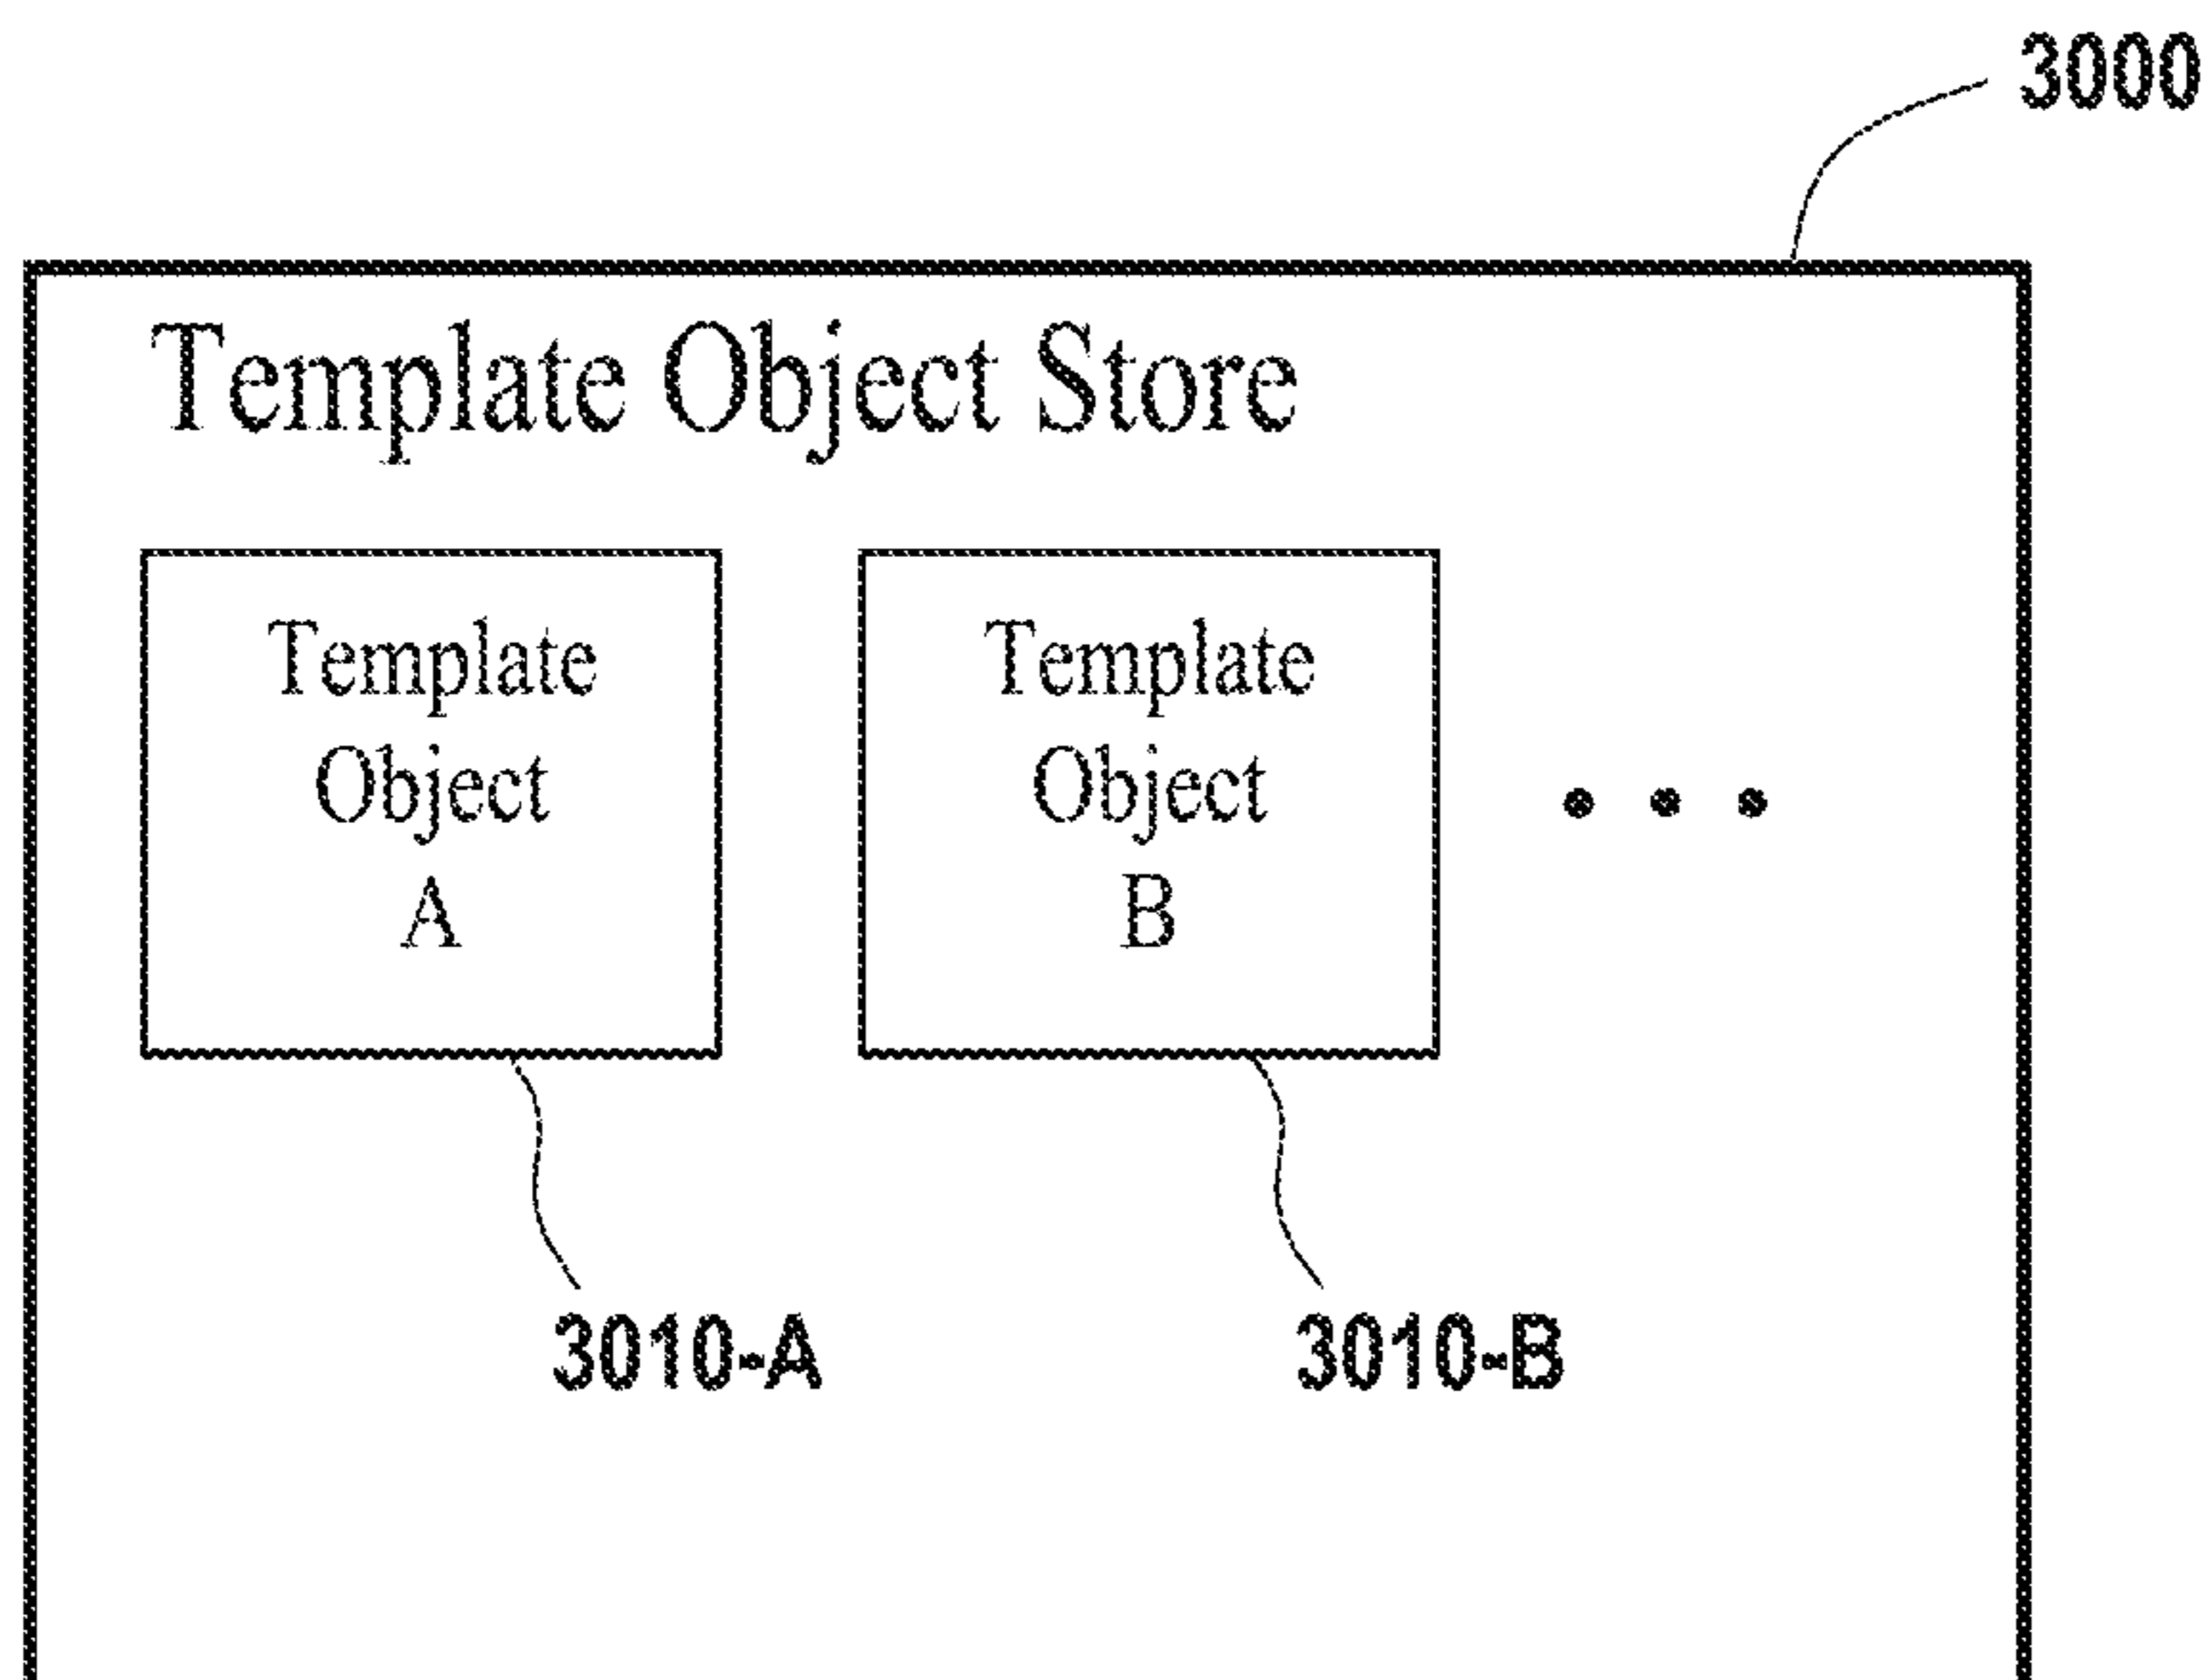 3000
Template Object Store
Template
Object
A
Template
Object
B
• • •
3010-A
3010-B